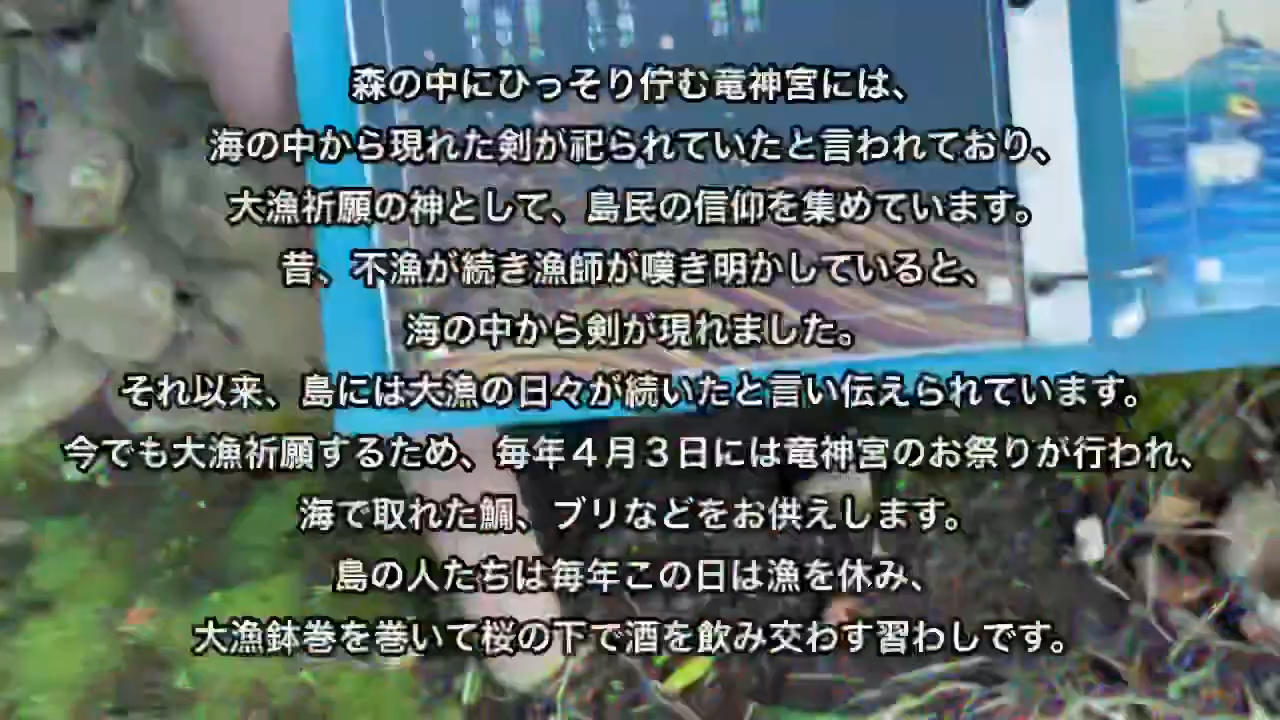 森の中にひっそり佇む竜神宮には、
海の中から現れた剣が祀られていたと言われており、
大漁祈願の神として、島民の信仰を集めています。
昔、不漁が続き漁師が嘆き明かしていると、
海の中から剣が現れました。
それ以来、島には大漁の日々が続いたと言い伝えられています。
今でも大漁祈願するため、毎年４月３日には竜神宮のお祭りが行われ、
海で取れた鯛、ブリなどをお供えします。
島の人たちは毎年この日は漁を休み、
大漁鉢巻を巻いて桜の下で酒を飲み交わす習わしです。